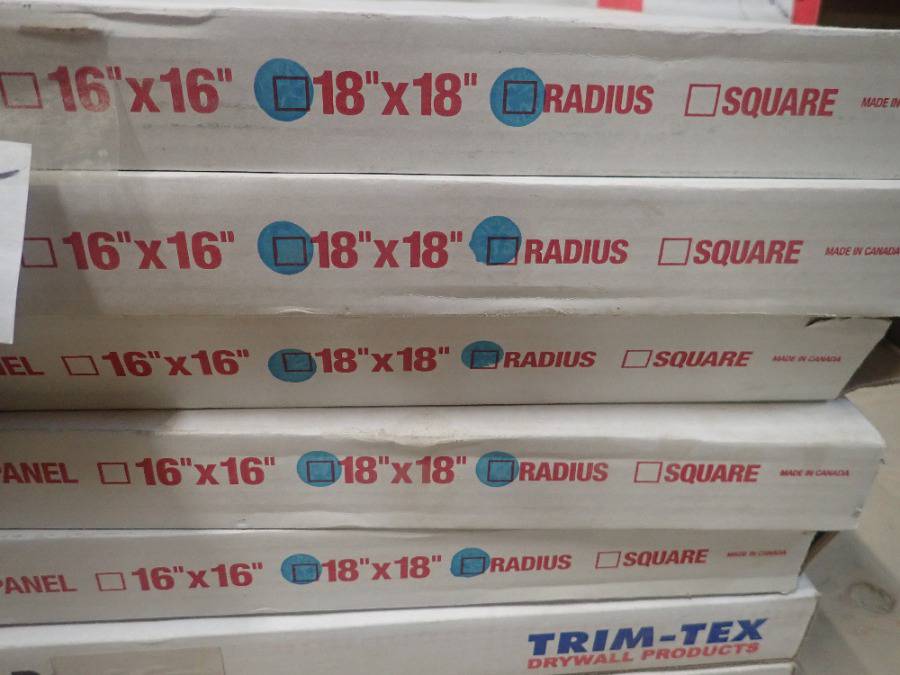 16"x16" 18"x18" RADIUS SQUARE MADE IN
16"x16" 18"x18" RADIUS SQUARE MADE IN CANADA
EL 16"x16" 18"x18" RADIUS SQUARE MADE IN CANADA
PANEL 16"x16" 18"x18" RADIUS SQUARE MADE IN CANADA
PANEL 16"x16" 18"x18" RADIUS SQUARE MADE IN CANADA
TRIM-TEX
DRYWALL PRODUCTS